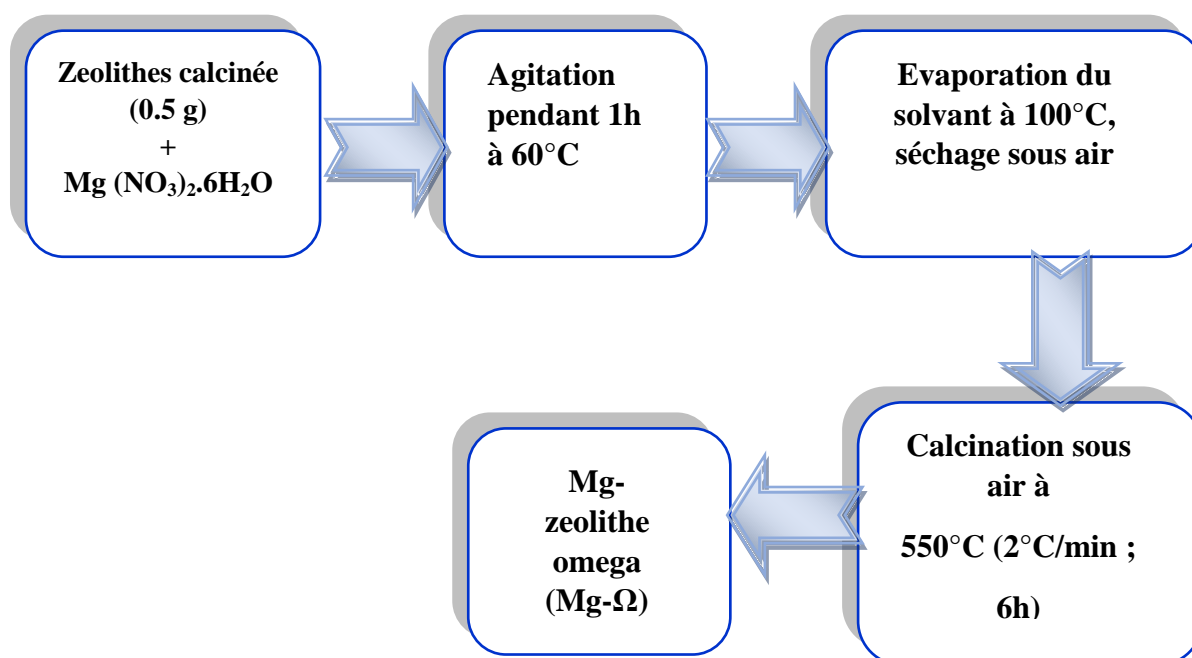 Zeolithes calcinée
(0.5 g)
+
Mg (NO₃)₂.6H₂O
Agitation
pendant 1h
à 60°C
Evaporation du
solvant à 100°C,
séchage sous air
Calcination sous
air à
550°C (2°C/min ;
6h)
Mg-
zeolithe
omega
(Mg-Ω)